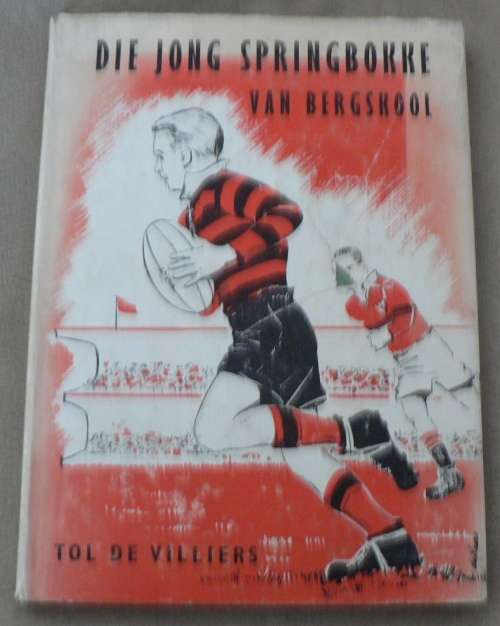 DIE JONG SPRINGBOKKE
VAN BERGSKOOL
TOL DE VILLIERS